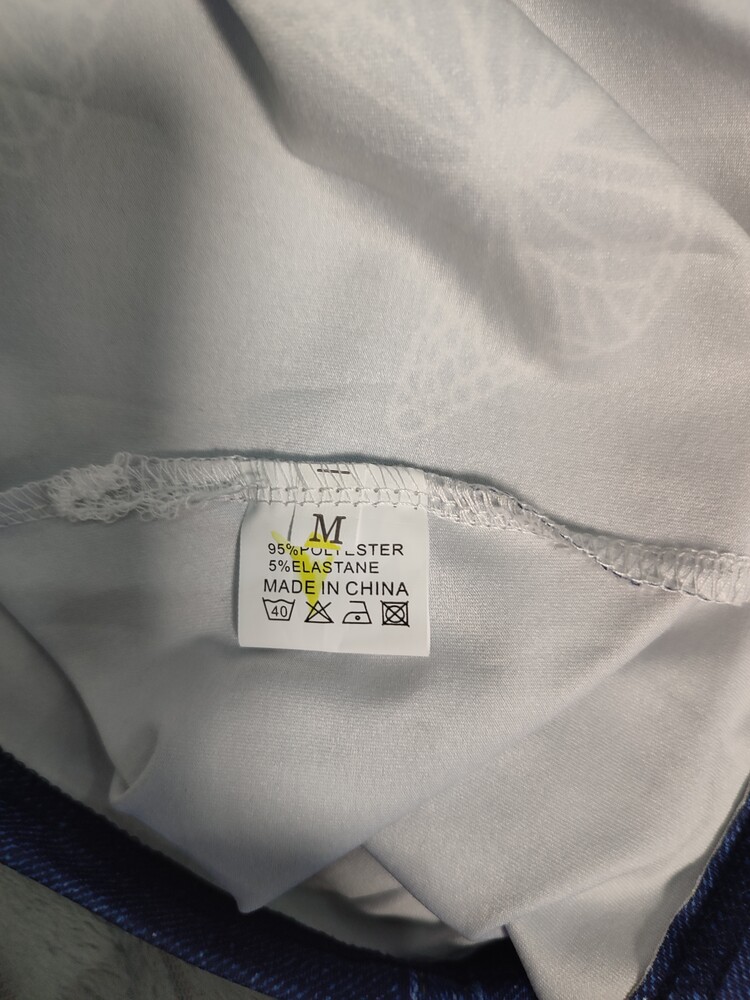 M
95%POLYESTER
5%ELASTANE
MADE IN CHINA
40